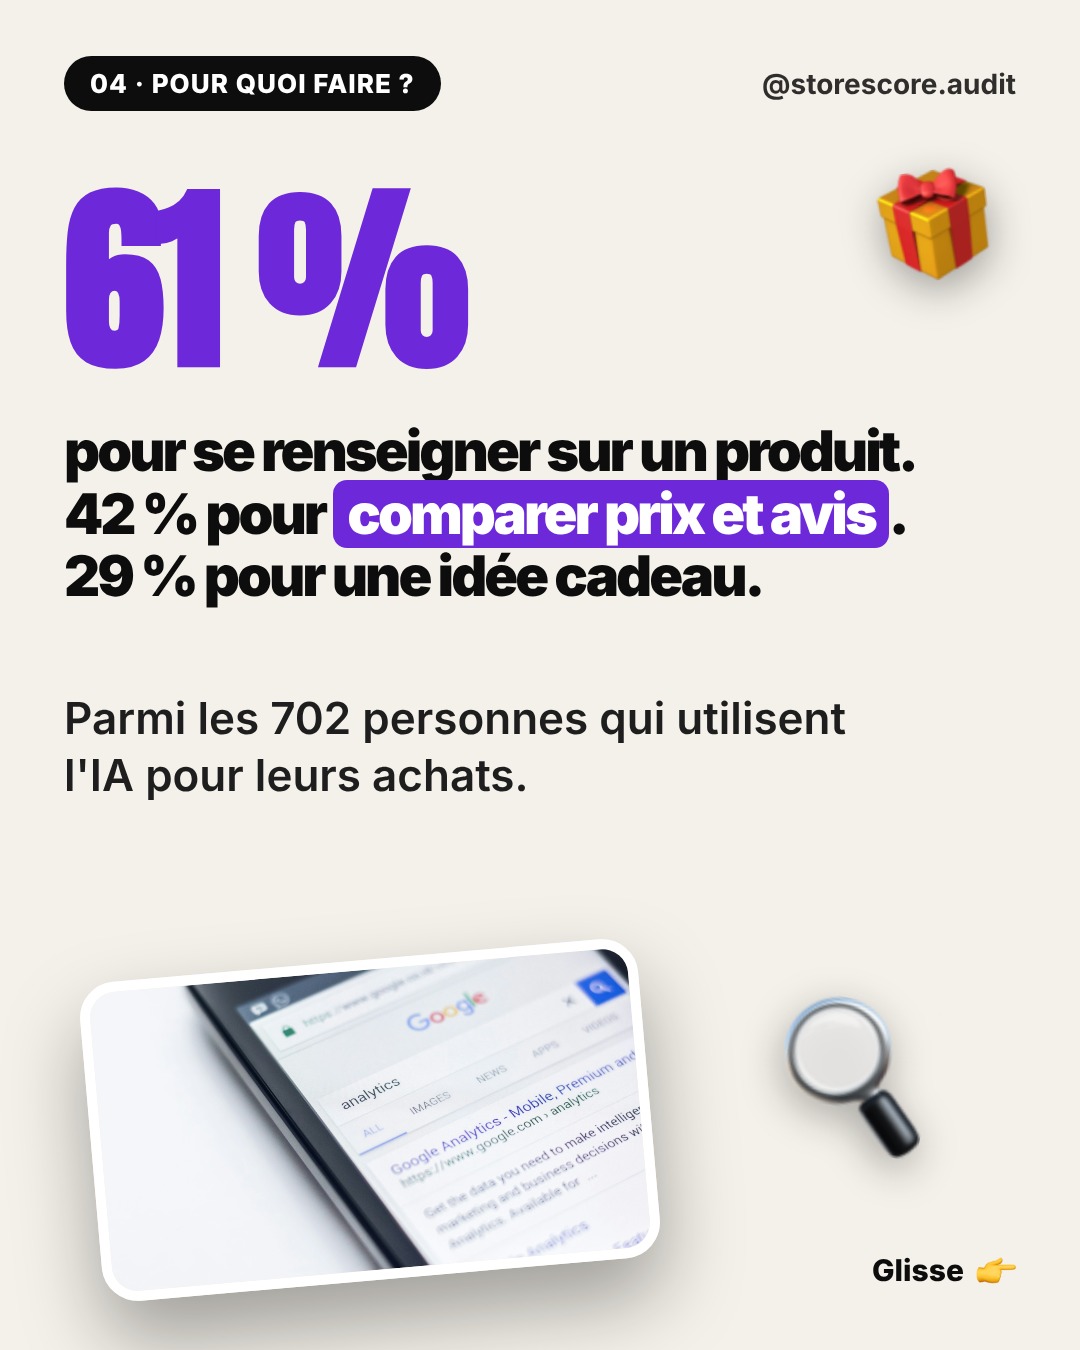 04 · POUR QUOI FAIRE ?
@storescore.audit
61 %
pour se renseigner sur un produit.
42 % pour comparer prix et avis.
29 % pour une idée cadeau.
Parmi les 702 personnes qui utilisent
l'IA pour leurs achats.
Google
analytics
ALL IMAGES NEWS APPS VIDEOS
Google Analytics - Mobile, Premium and
https://www.google.com › analytics
Get the data you need to make
marketing and business decisions
Analytics. Available for ...
Analytics
Glisse 👉